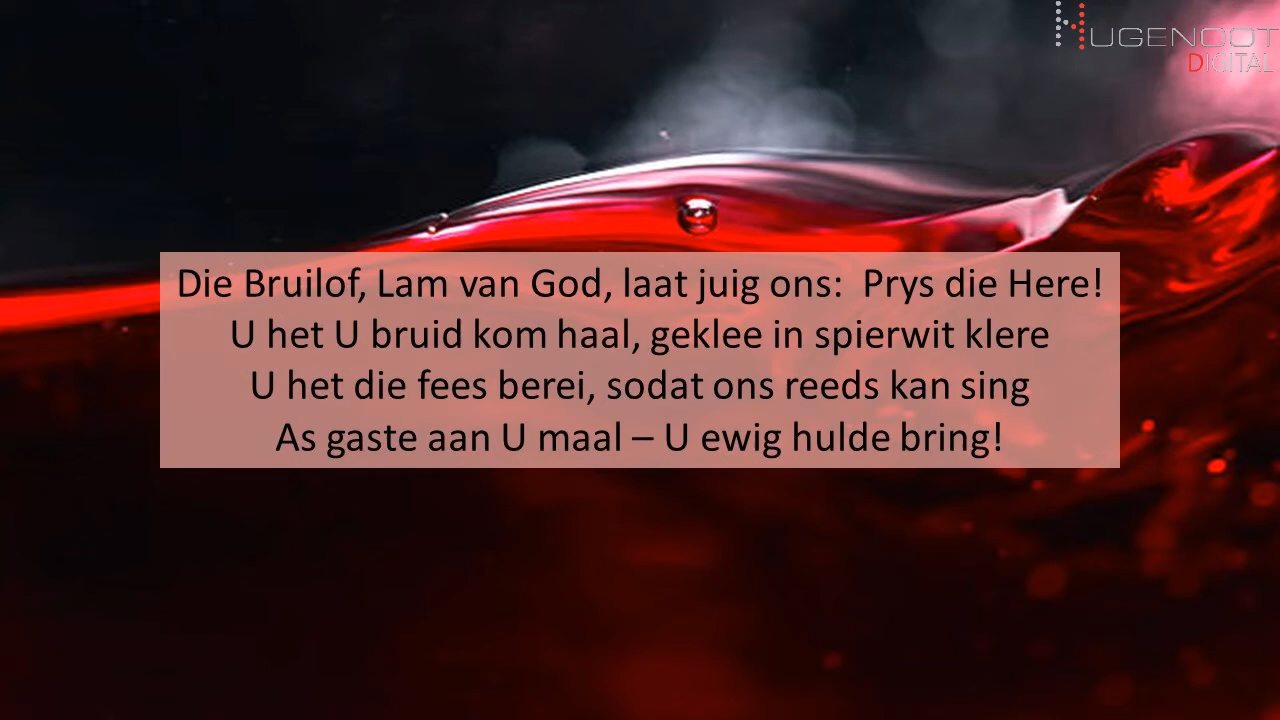 HUGENOOT
DIGITAL
Die Bruilof, Lam van God, laat juig ons:  Prys die Here!
U het U bruid kom haal, geklee in spierwit klere
U het die fees berei, sodat ons reeds kan sing
As gaste aan U maal – U ewig hulde bring!